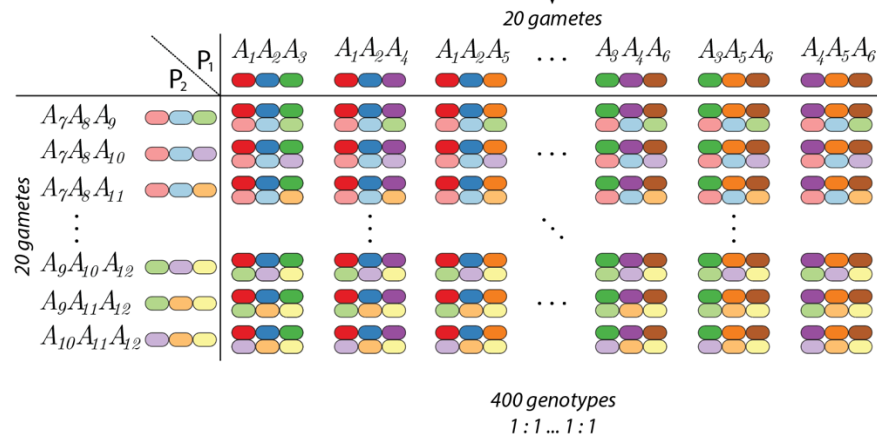 20 gametes
P₁
P₂
A₁A₂A₃ A₁A₂A₄ A₁A₂A₅ ... A₃A₄A₆ A₃A₅A₆ A₄A₅A₆
20 gametes
A₇A₈A₉
A₇A₈A₁₀
...
A₇A₈A₁₁
A₉A₁₀A₁₂
A₉A₁₁A₁₂
...
A₁₀A₁₁A₁₂
400 genotypes
1 : 1 ... 1 : 1